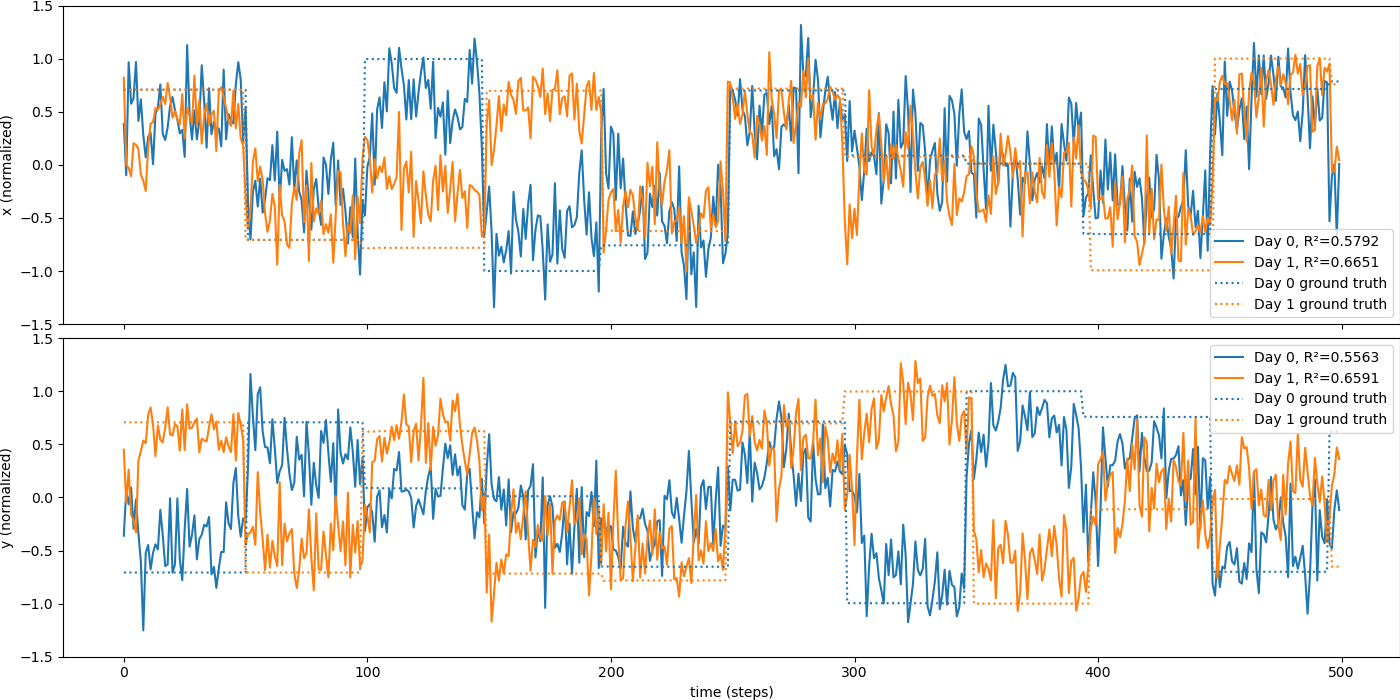 1.5
1.0
0.5
0.0
−0.5
−1.0
−1.5
x (normalized)
Day 0, R²=0.5792
Day 1, R²=0.6651
Day 0 ground truth
Day 1 ground truth
1.5
1.0
0.5
0.0
−0.5
−1.0
−1.5
y (normalized)
Day 0, R²=0.5563
Day 1, R²=0.6591
Day 0 ground truth
Day 1 ground truth
0 100 200 300 400 500
time (steps)